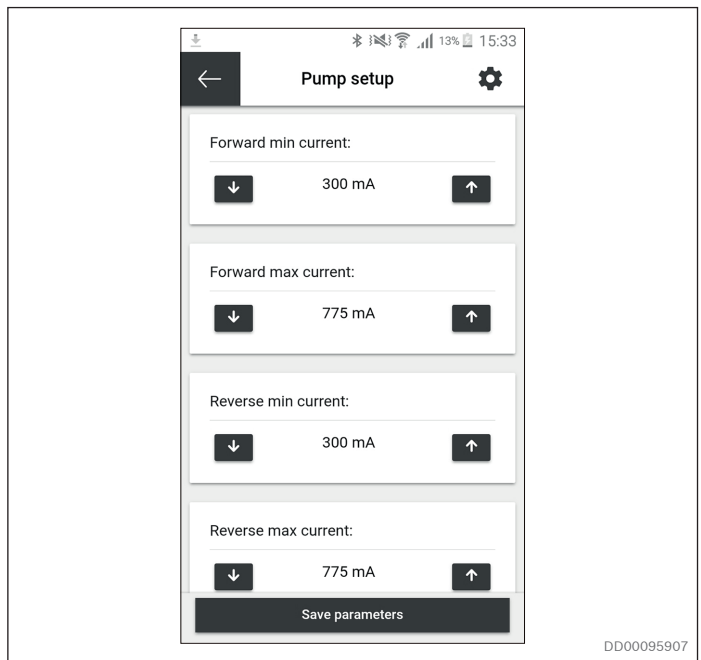 13% 15:33
Pump setup
Forward min current:
300 mA
Forward max current:
775 mA
Reverse min current:
300 mA
Reverse max current:
775 mA
Save parameters
DD00095907